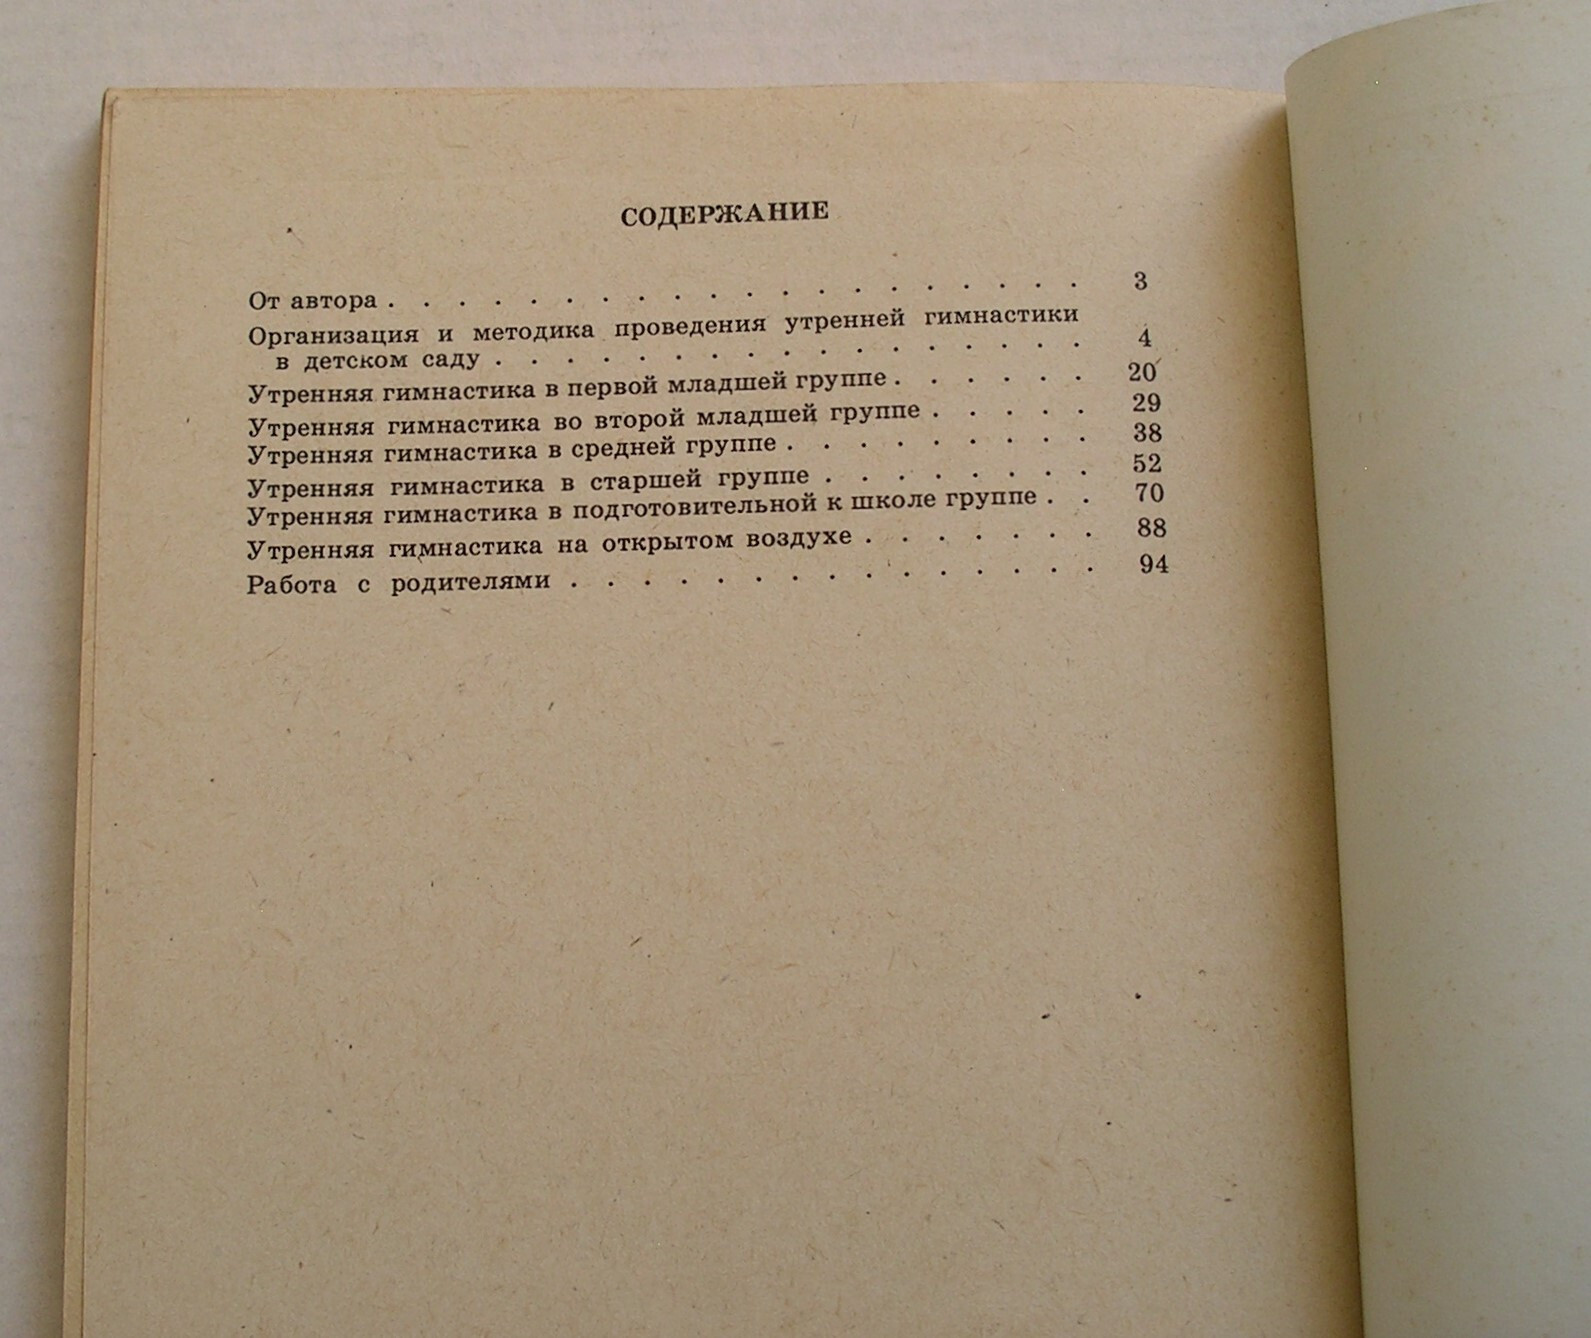 СОДЕРЖАНИЕ
От автора . . . . . . . . . . . . . . . . . . . . 3
Организация и методика проведения утренней гимнастики
в детском саду . . . . . . . . . . . . . . . . . 4
Утренняя гимнастика в первой младшей группе . . . . . . 20
Утренняя гимнастика во второй младшей группе . . . . . 29
Утренняя гимнастика в средней группе . . . . . . . . . 38
Утренняя гимнастика в старшей группе . . . . . . . . 52
Утренняя гимнастика в подготовительной к школе группе . . 70
Утренняя гимнастика на открытом воздухе . . . . . . . 88
Работа с родителями . . . . . . . . . . . . . . . 94